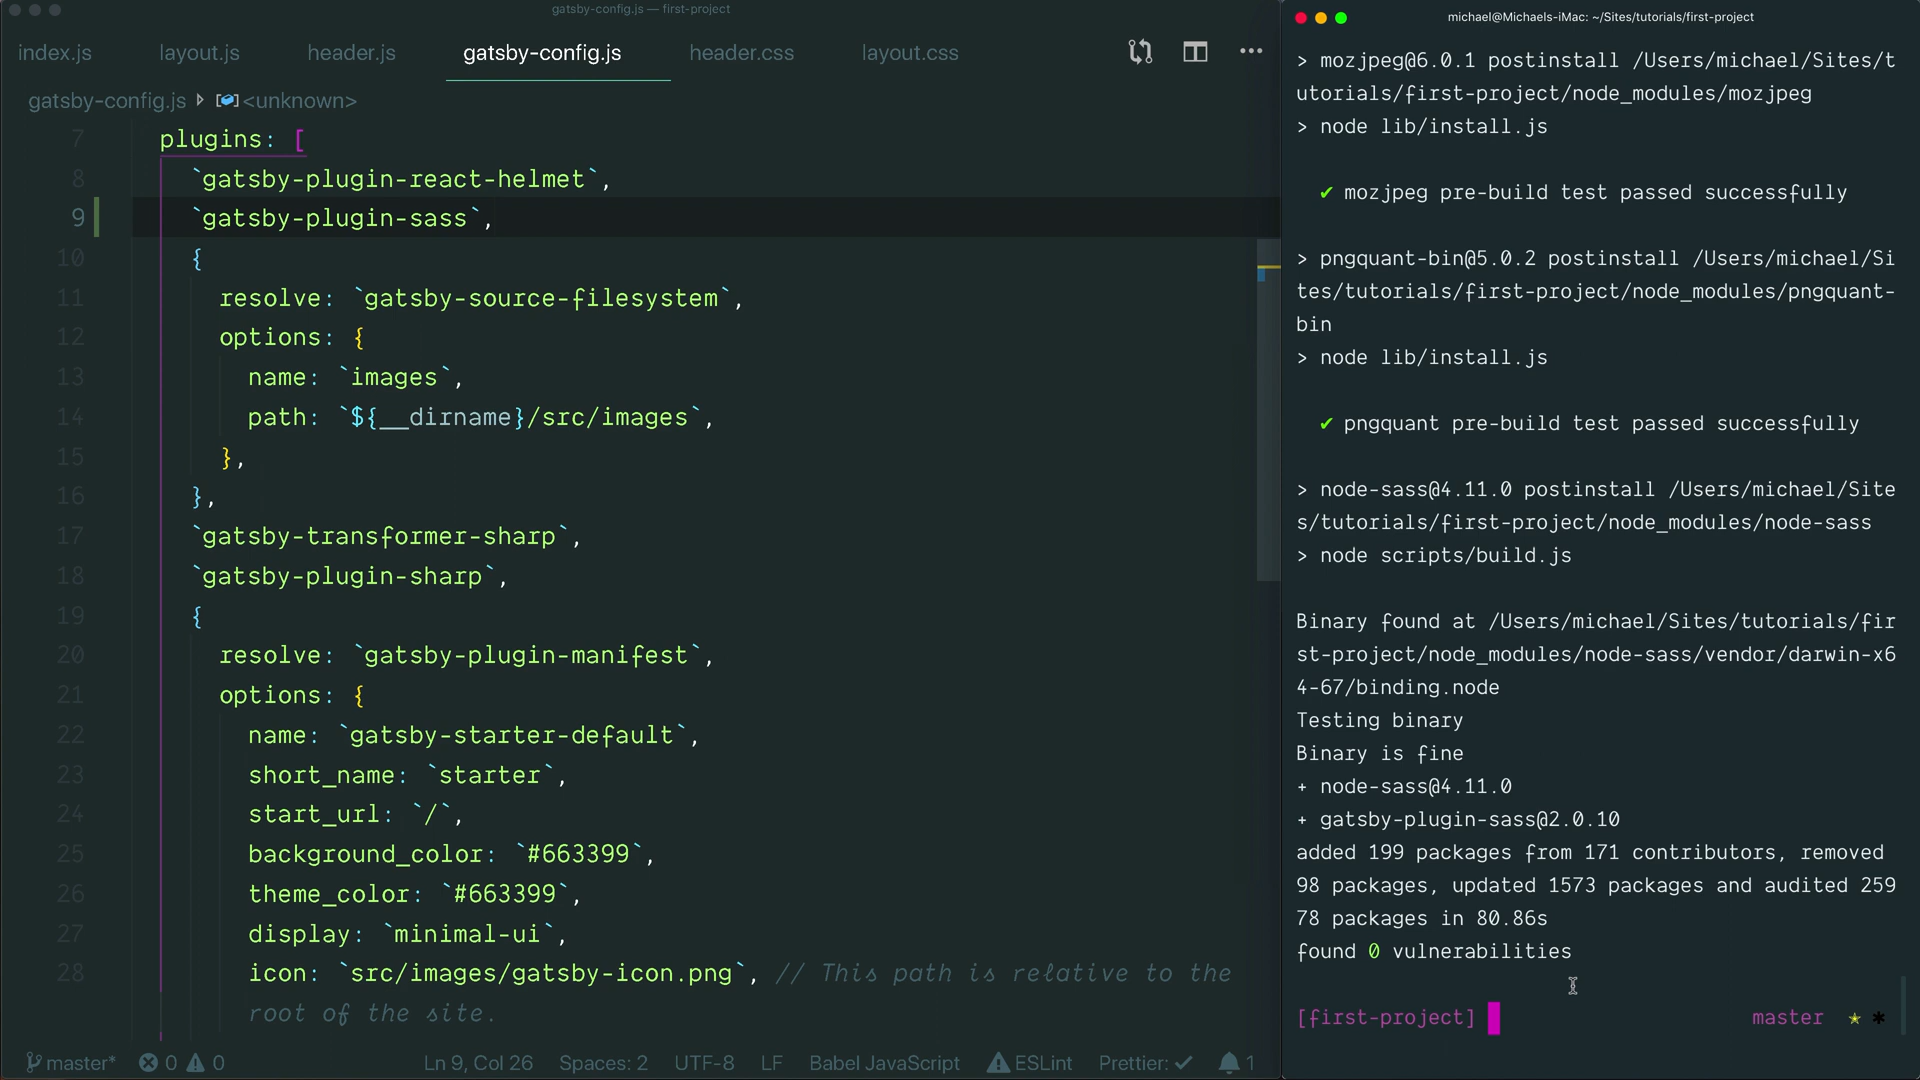 gatsby-config.js — first-project
index.js layout.js header.js gatsby-config.js header.css layout.css
gatsby-config.js <unknown>
7 plugins: [
8 `gatsby-plugin-react-helmet`,
9 `gatsby-plugin-sass`,
10 {
11 resolve: `gatsby-source-filesystem`,
12 options: {
13 name: `images`,
14 path: `${__dirname}/src/images`,
15 },
16 },
17 `gatsby-transformer-sharp`,
18 `gatsby-plugin-sharp`,
19 {
20 resolve: `gatsby-plugin-manifest`,
21 options: {
22 name: `gatsby-starter-default`,
23 short_name: `starter`,
24 start_url: `/`,
25 background_color: `#663399`,
26 theme_color: `#663399`,
27 display: `minimal-ui`,
28 icon: `src/images/gatsby-icon.png`, // This path is relative to the
root of the site.
master* 0 0 Ln 9, Col 26 Spaces: 2 UTF-8 LF Babel JavaScript ESLint Prettier: ✓ 1
michael@Michaels-iMac: ~/Sites/tutorials/first-project
> mozjpeg@6.0.1 postinstall /Users/michael/Sites/t
utorials/first-project/node_modules/mozjpeg
> node lib/install.js
✔ mozjpeg pre-build test passed successfully
> pngquant-bin@5.0.2 postinstall /Users/michael/Si
tes/tutorials/first-project/node_modules/pngquant-
bin
> node lib/install.js
✔ pngquant pre-build test passed successfully
> node-sass@4.11.0 postinstall /Users/michael/Site
s/tutorials/first-project/node_modules/node-sass
> node scripts/build.js
Binary found at /Users/michael/Sites/tutorials/fir
st-project/node_modules/node-sass/vendor/darwin-x6
4-67/binding.node
Testing binary
Binary is fine
+ node-sass@4.11.0
+ gatsby-plugin-sass@2.0.10
added 199 packages from 171 contributors, removed
98 packages, updated 1573 packages and audited 259
78 packages in 80.86s
found 0 vulnerabilities
[first-project] master ★ *